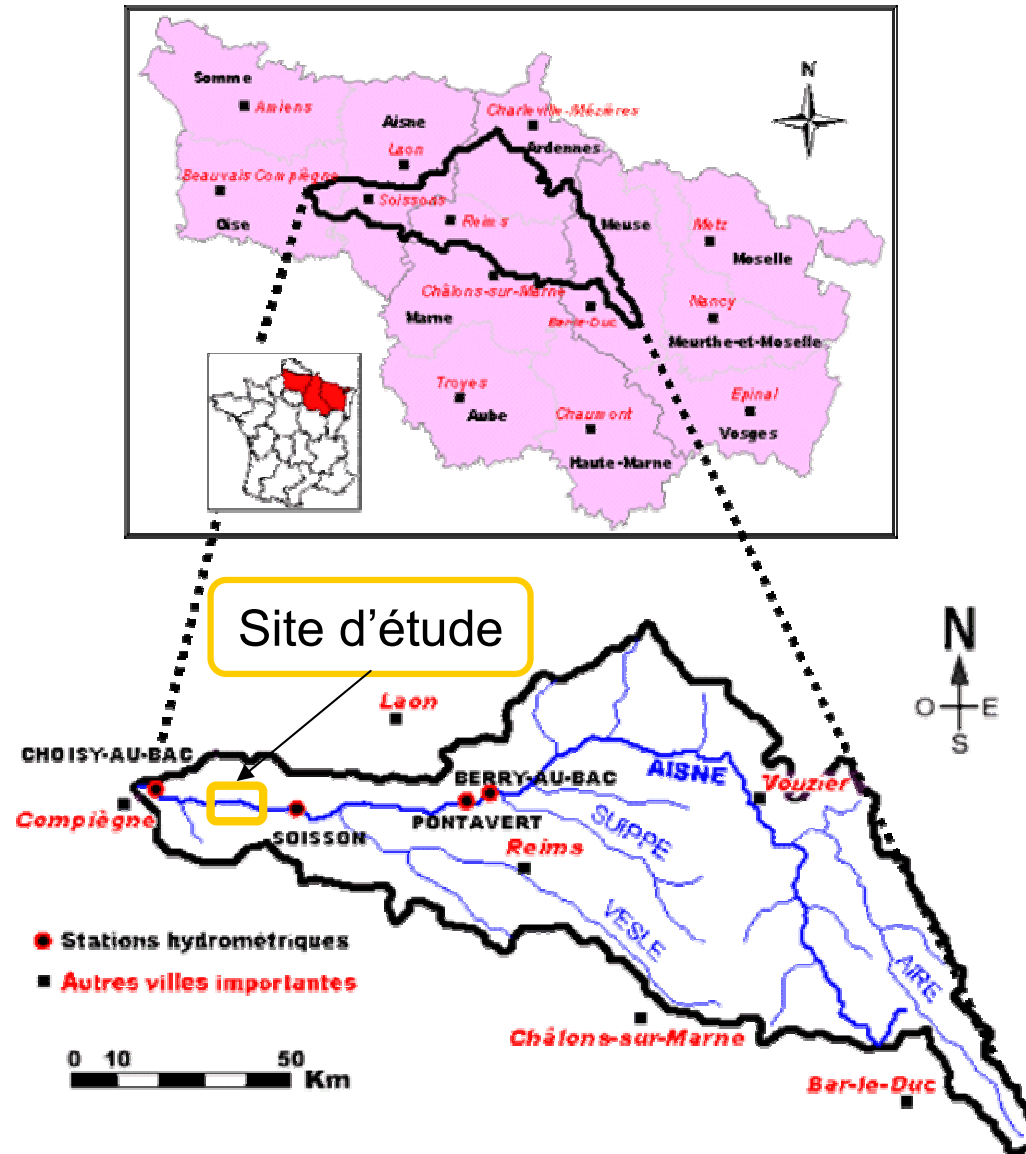 N
Somme
Amiens
Aisne
Charleville-Mézières
Ardennes
Laon
Beauvais Compiègne
Soissons
Oise
Reims
Meuse
Metz
Moselle
Châlons-sur-Marne
Marne
Bar-le-Duc
Nancy
Meurthe-et-Moselle
Troyes
Aube
Chaumont
Epinal
Vosges
Haute-Marne
Site d'étude
N
O E
S
Laon
CHOISY-AU-BAC
BERRY-AU-BAC
AISNE
Vouzier
Compiègne
SOISSON
PONTAVERT
SUIPPE
Reims
VESLE
AIRE
Stations hydrométriques
Autres villes importantes
Châlons-sur-Marne
0 10 50 Km
Bar-le-Duc